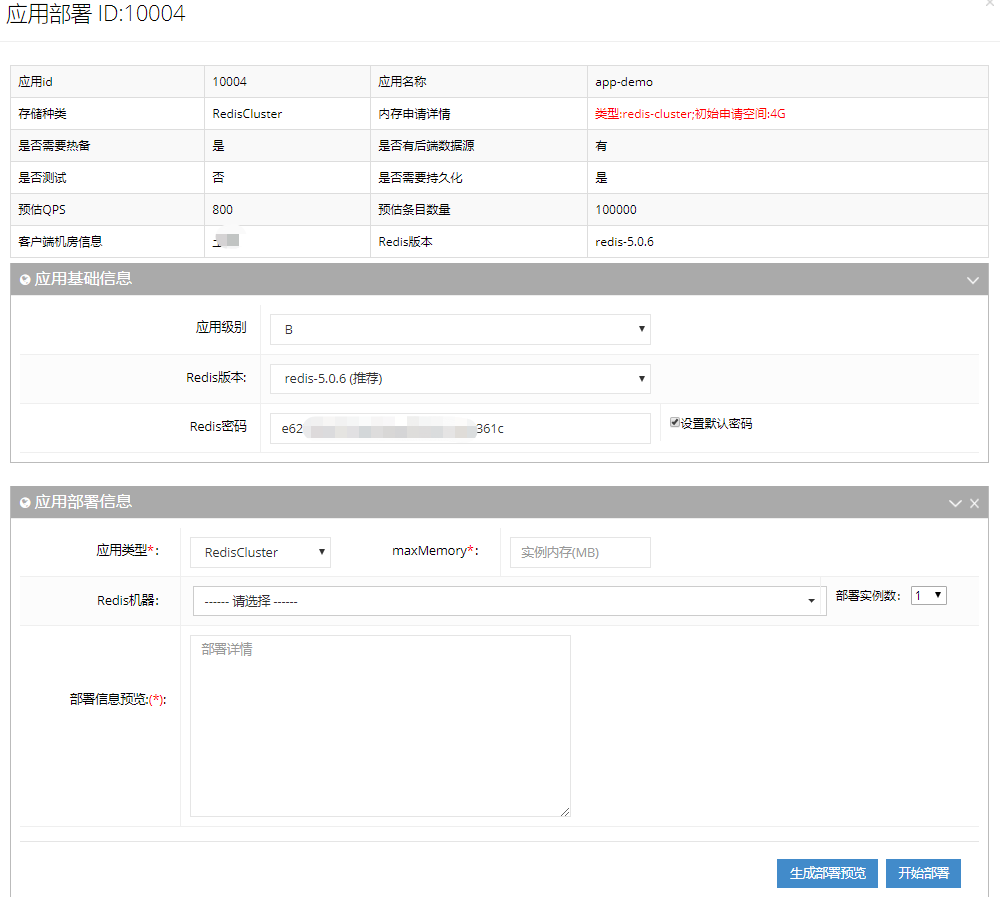 应用部署 ID:10004
应用id 10004 应用名称 app-demo
存储种类 RedisCluster 内存申请详情 类型:redis-cluster;初始申请空间:4G
是否需要热备 是 是否有后端数据源 有
是否测试 否 是否需要持久化 是
预估QPS 800 预估条目数量 100000
客户端机房信息 Redis版本 redis-5.0.6
应用基础信息
应用级别 B
Redis版本: redis-5.0.6 (推荐)
Redis密码 e62 361c 设置默认密码
应用部署信息
应用类型*: RedisCluster maxMemory*: 实例内存(MB)
Redis机器: ------ 请选择 ------ 部署实例数: 1
部署详情
部署信息预览:(*):
生成部署预览 开始部署